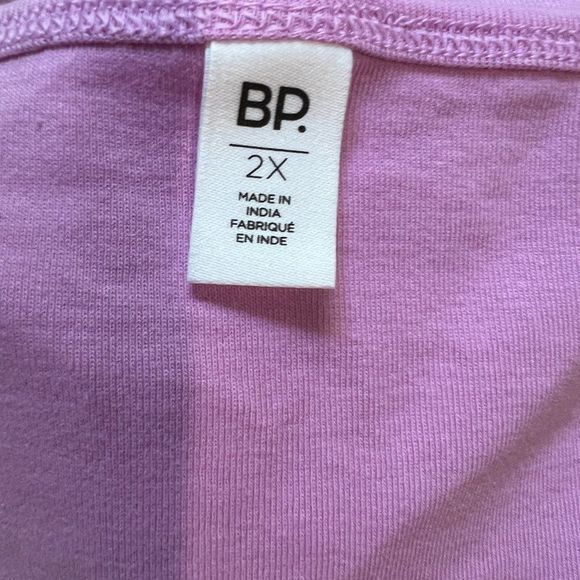 BP.
2X
MADE IN
INDIA
FABRIQUÉ
EN INDE